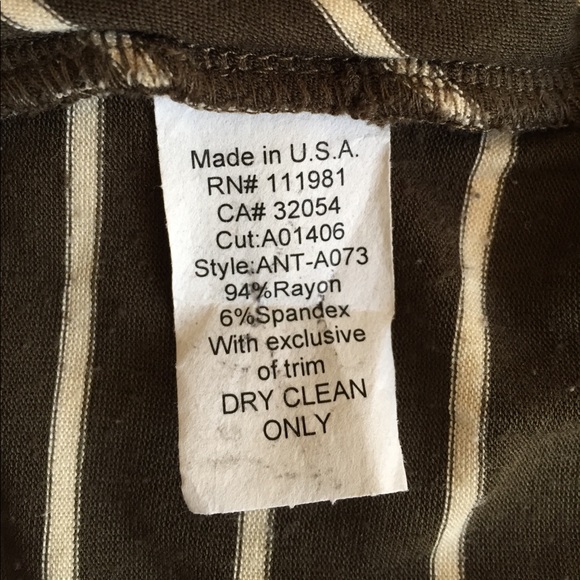 Made in U.S.A.
RN# 111981
CA# 32054
Cut:A01406
Style:ANT-A073
94%Rayon
6%Spandex
With exclusive
of trim
DRY CLEAN
ONLY